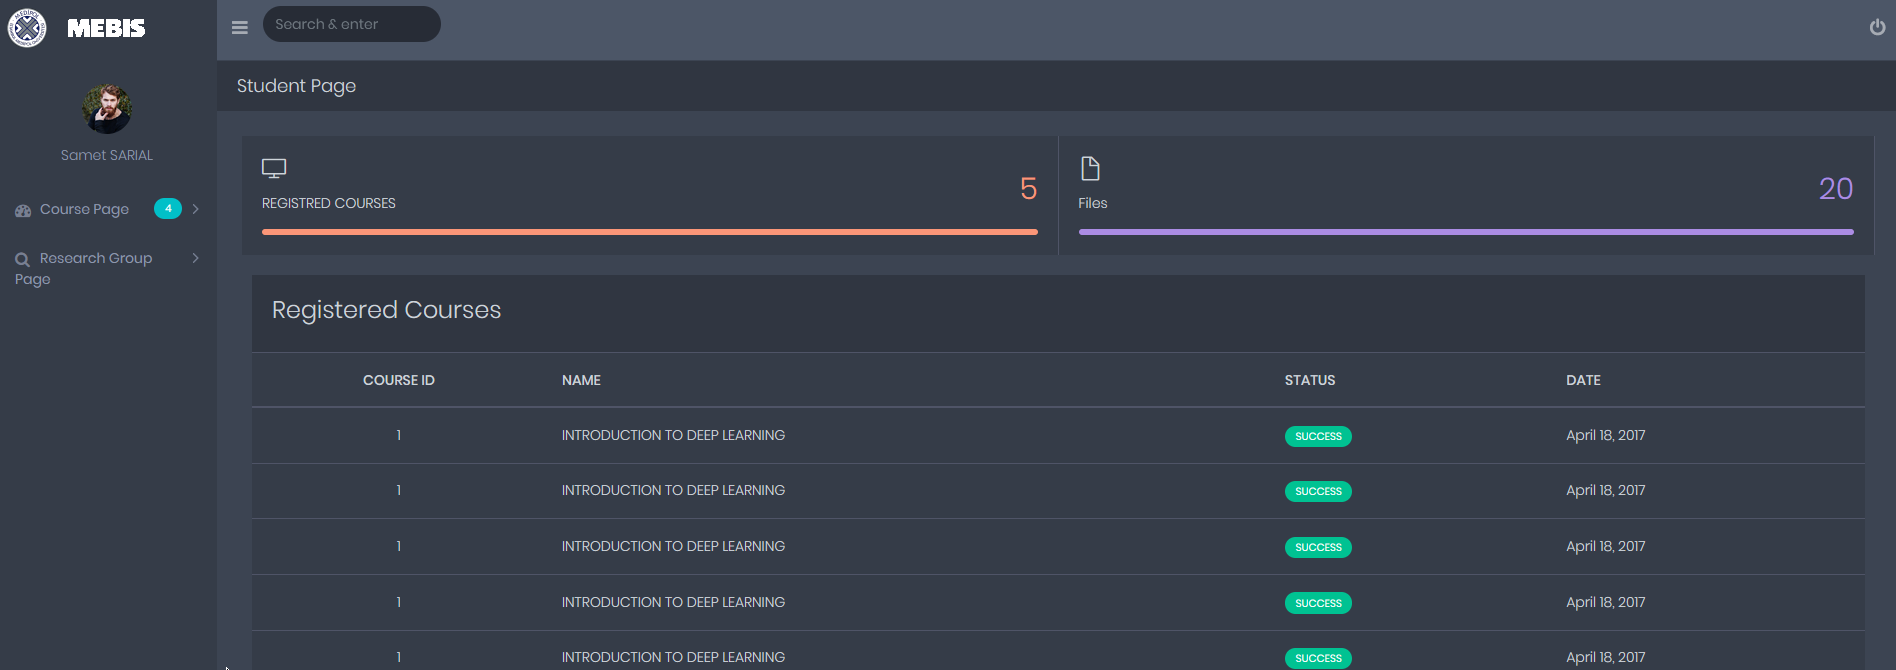 MEBIS
Search & enter
Student Page
Samet SARIAL
Course Page 4
Research Group
Page
REGISTRED COURSES
5
Files
20
Registered Courses
COURSE ID NAME STATUS DATE
1 INTRODUCTION TO DEEP LEARNING SUCCESS April 18, 2017
1 INTRODUCTION TO DEEP LEARNING SUCCESS April 18, 2017
1 INTRODUCTION TO DEEP LEARNING SUCCESS April 18, 2017
1 INTRODUCTION TO DEEP LEARNING SUCCESS April 18, 2017
1 INTRODUCTION TO DEEP LEARNING SUCCESS April 18, 2017